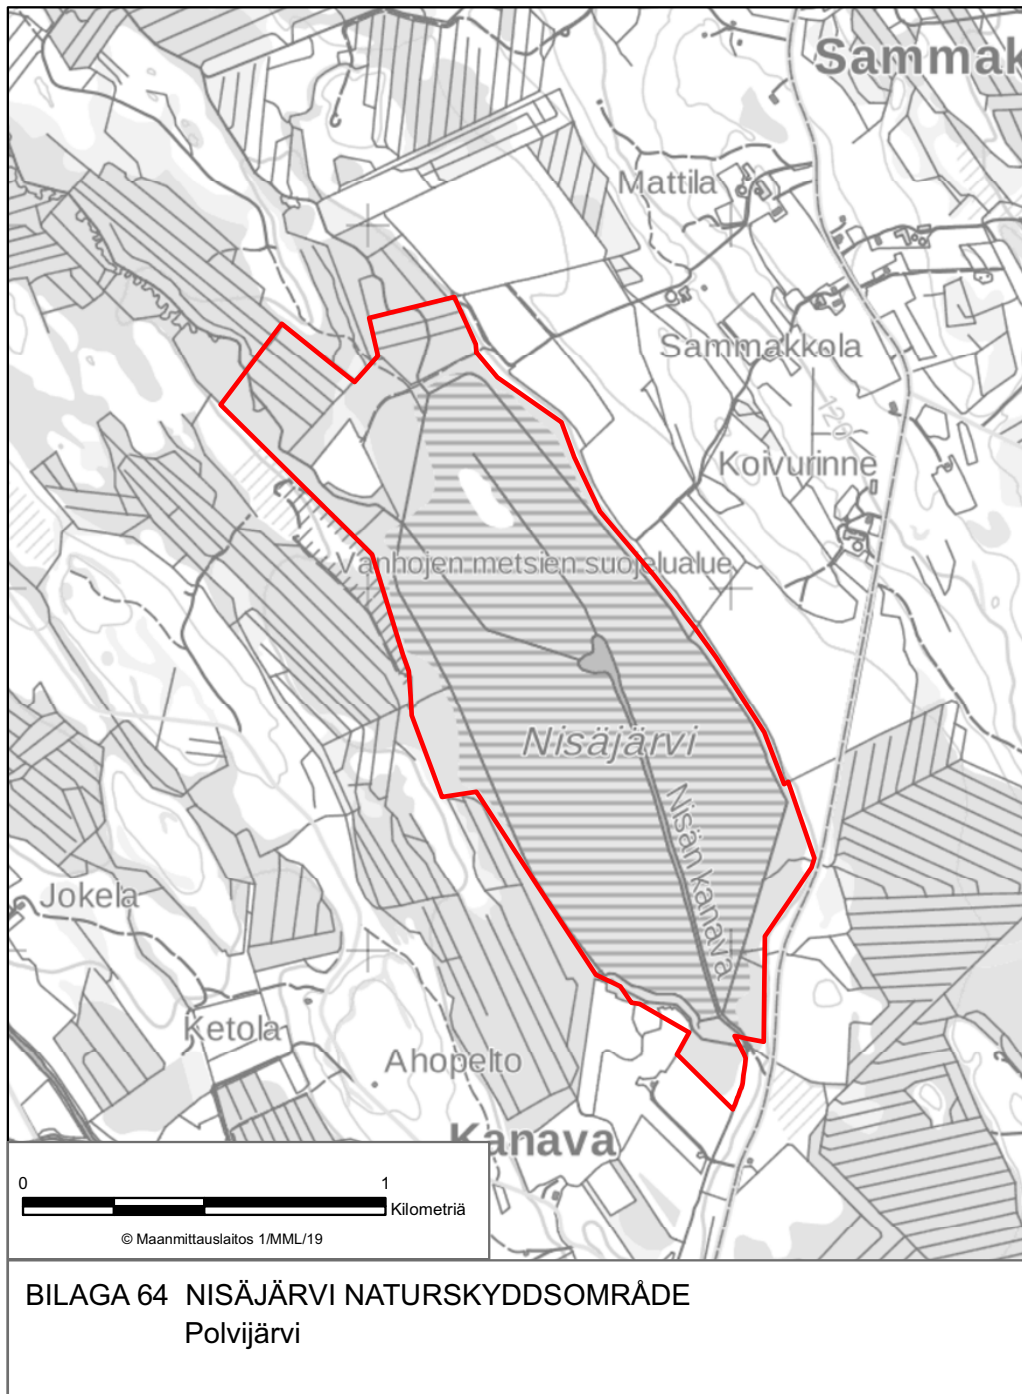 Sammak
Mattila
Sammakkola
120
Koivurinne
Vanhojen metsien suojelualue
Nisäjärvi
Nisän kanava
Jokela
Ketola
Ahopelto
Kanava
0 1
Kilometriä
© Maanmittauslaitos 1/MML/19
BILAGA 64 NISÄJÄRVI NATURSKYDDSOMRÅDE
Polvijärvi